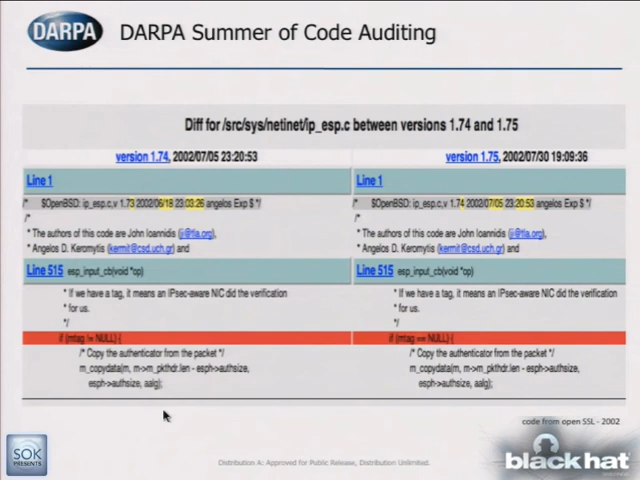 DARPA
DARPA Summer of Code Auditing
Diff for /src/sys/netinet/ip_esp.c between versions 1.74 and 1.75
version 1.74, 2002/07/05 23:20:53
version 1.75, 2002/07/30 19:09:36
Line 1
Line 1
/* $OpenBSD: ip_esp.c,v 1.73 2002/06/18 23:03:26 angelos Exp $ */
/* $OpenBSD: ip_esp.c,v 1.74 2002/07/05 23:20:53 angelos Exp $ */
/*
/*
* The authors of this code are John Ioannidis (ji@tla.org),
* The authors of this code are John Ioannidis (ji@tla.org),
* Angelos D. Keromytis (kermit@csd.uch.gr) and
* Angelos D. Keromytis (kermit@csd.uch.gr) and
Line 515 esp_input_cb(void *op)
Line 515 esp_input_cb(void *op)
* If we have a tag, it means an IPsec-aware NIC did the verification
* If we have a tag, it means an IPsec-aware NIC did the verification
* for us.
* for us.
*/
*/
if (mtag != NULL) {
if (mtag == NULL) {
/* Copy the authenticator from the packet */
/* Copy the authenticator from the packet */
m_copydata(m, m->m_pkthdr.len - esph->authsize,
m_copydata(m, m->m_pkthdr.len - esph->authsize,
esph->authsize, aalg);
esph->authsize, aalg);
code from open SSL - 2002
SOK
PRESENTS
Distribution A: Approved for Public Release, Distribution Unlimited.
black hat